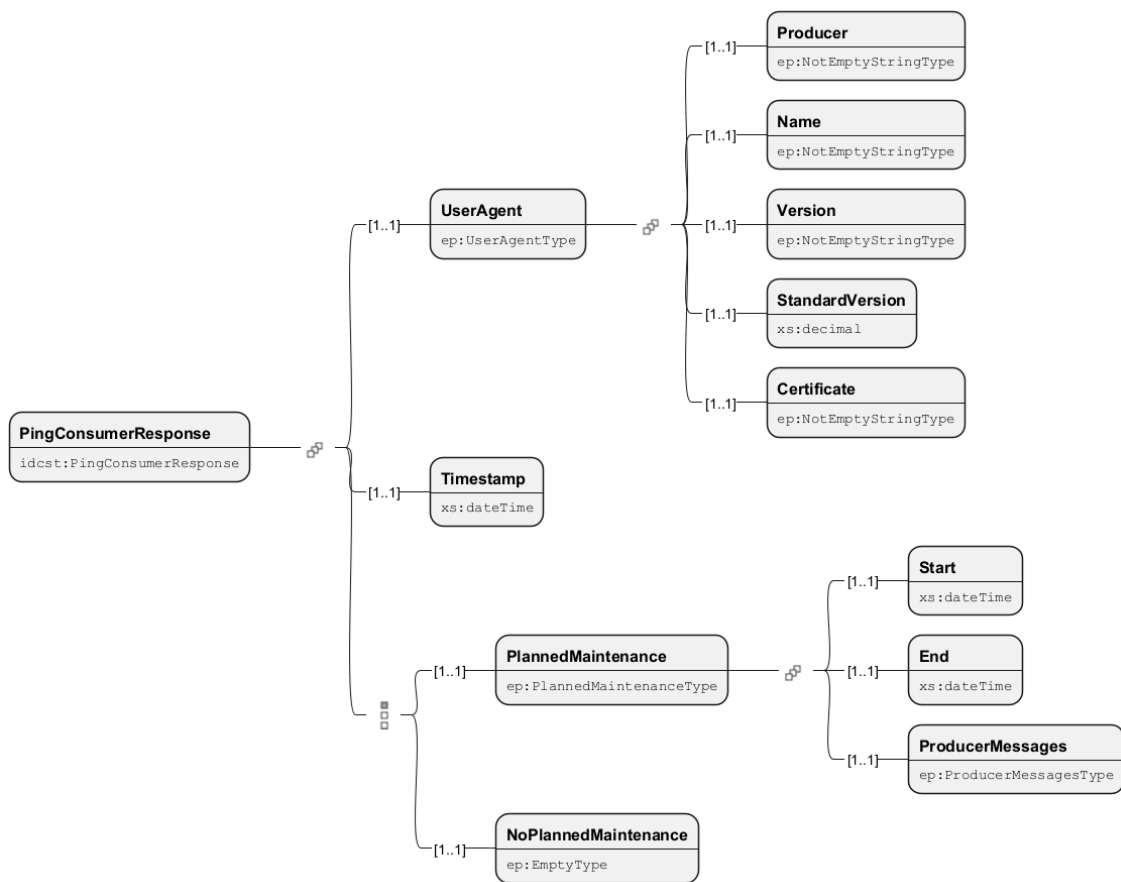 [1..1]
Producer
ep:NotEmptyStringType
[1..1]
Name
ep:NotEmptyStringType
[1..1]
UserAgent
ep:UserAgentType
[1..1]
Version
ep:NotEmptyStringType
[1..1]
StandardVersion
xs:decimal
[1..1]
Certificate
ep:NotEmptyStringType
PingConsumerResponse
idcst:PingConsumerResponse
[1..1]
Timestamp
xs:dateTime
[1..1]
PlannedMaintenance
ep:PlannedMaintenanceType
[1..1]
Start
xs:dateTime
[1..1]
End
xs:dateTime
[1..1]
ProducerMessages
ep:ProducerMessagesType
[1..1]
NoPlannedMaintenance
ep:EmptyType